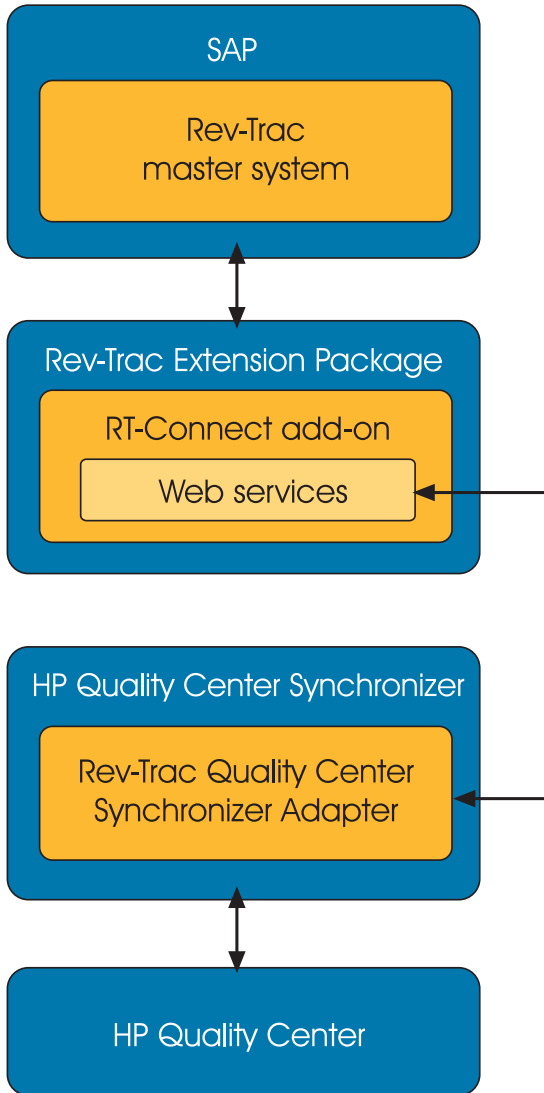 SAP
Rev-Trac
master system
Rev-Trac Extension Package
RT-Connect add-on
Web services
HP Quality Center Synchronizer
Rev-Trac Quality Center
Synchronizer Adapter
HP Quality Center